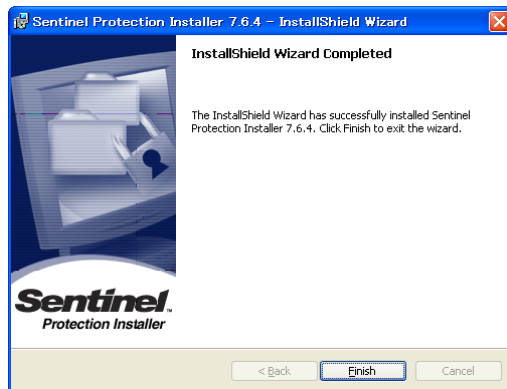 Sentinel Protection Installer 7.6.4 - InstallShield Wizard
InstallShield Wizard Completed
The InstallShield Wizard has successfully installed Sentinel
Protection Installer 7.6.4. Click Finish to exit the wizard.
Sentinel™
Protection Installer
< Back
Finish
Cancel